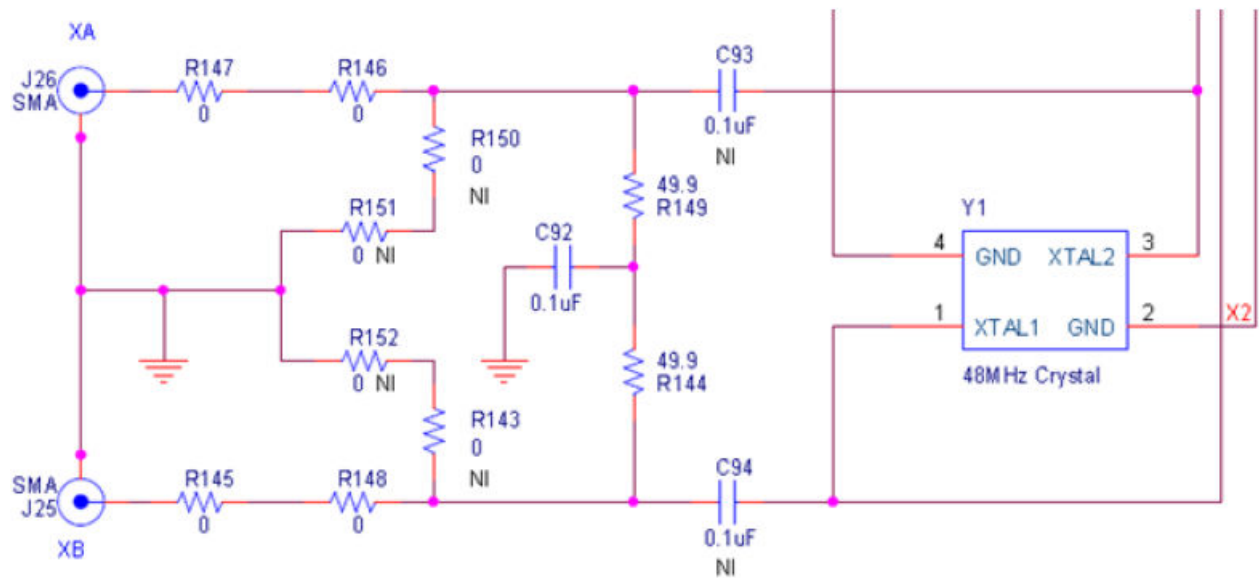 XA
J26
SMA
R147
0
R146
0
C93
0.1uF
NI
R150
0
NI
R151
0 NI
49.9
R149
C92
0.1uF
Y1
4
GND
XTAL2
3
1
XTAL1
GND
2
X2
48MHz Crystal
R152
0 NI
49.9
R144
R143
0
NI
SMA
J25
XB
R145
0
R148
0
C94
0.1uF
NI